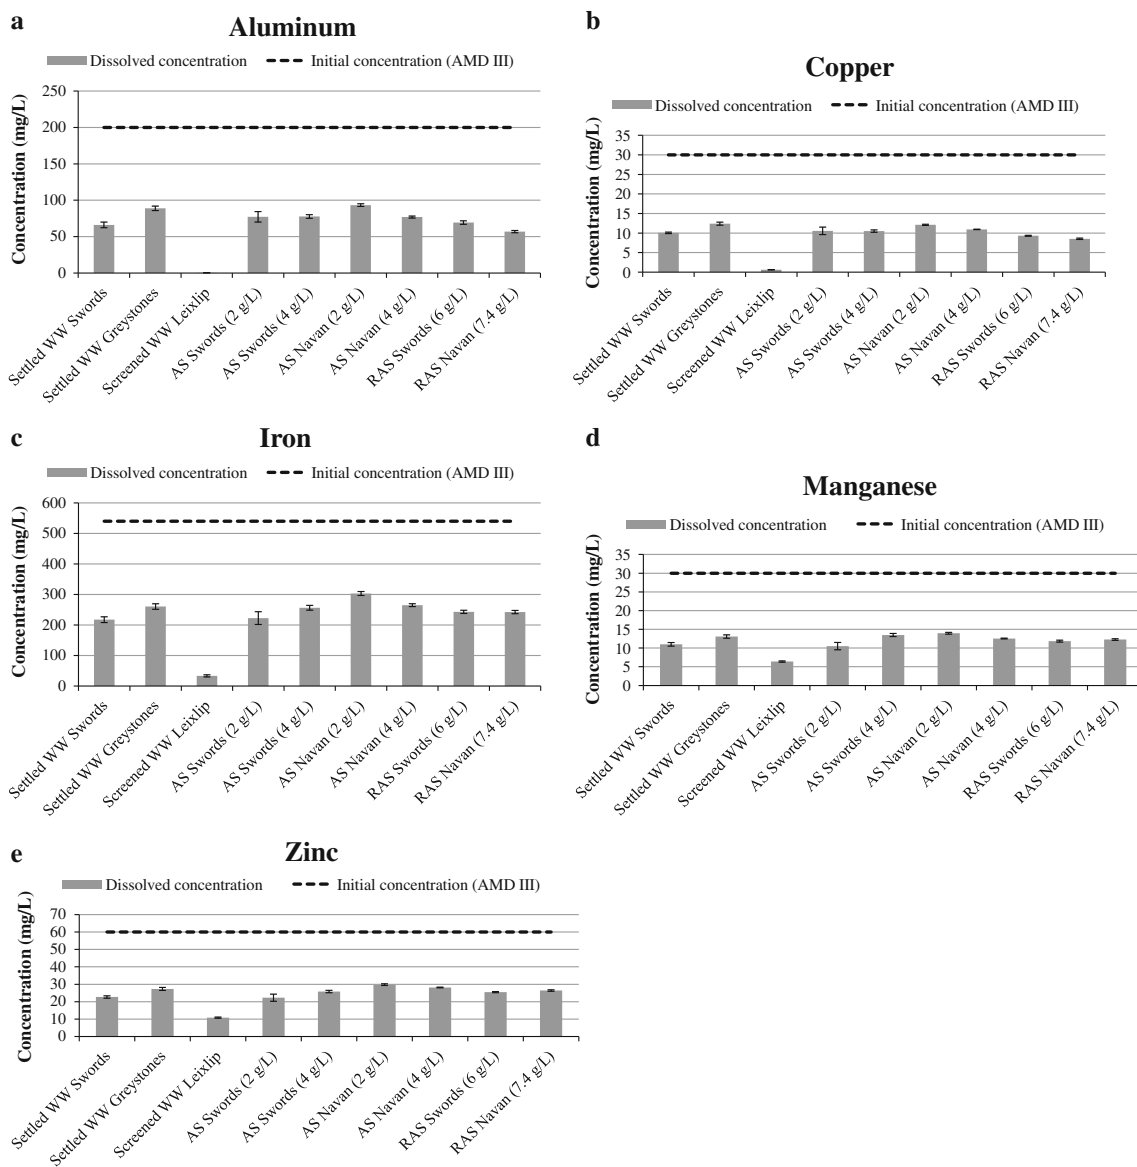 a
Aluminum
Dissolved concentration
Initial concentration (AMD III)
Concentration (mg/L)
250
200
150
100
50
0
Settled WW Swords
Settled WW Greystones
Screened WW Leixlip
AS Swords (2 g/L)
AS Swords (4 g/L)
AS Navan (2 g/L)
AS Navan (4 g/L)
RAS Swords (6 g/L)
RAS Navan (7.4 g/L)
b
Copper
Dissolved concentration
Initial concentration (AMD III)
Concentration (mg/L)
35
30
25
20
15
10
5
0
Settled WW Swords
Settled WW Greystones
Screened WW Leixlip
AS Swords (2 g/L)
AS Swords (4 g/L)
AS Navan (2 g/L)
AS Navan (4 g/L)
RAS Swords (6 g/L)
RAS Navan (7.4 g/L)
c
Iron
Dissolved concentration
Initial concentration (AMD III)
Concentration (mg/L)
600
500
400
300
200
100
0
Settled WW Swords
Settled WW Greystones
Screened WW Leixlip
AS Swords (2 g/L)
AS Swords (4 g/L)
AS Navan (2 g/L)
AS Navan (4 g/L)
RAS Swords (6 g/L)
RAS Navan (7.4 g/L)
d
Manganese
Dissolved concentration
Initial concentration (AMD III)
Concentration (mg/L)
35
30
25
20
15
10
5
0
Settled WW Swords
Settled WW Greystones
Screened WW Leixlip
AS Swords (2 g/L)
AS Swords (4 g/L)
AS Navan (2 g/L)
AS Navan (4 g/L)
RAS Swords (6 g/L)
RAS Navan (7.4 g/L)
e
Zinc
Dissolved concentration
Initial concentration (AMD III)
Concentration (mg/L)
70
60
50
40
30
20
10
0
Settled WW Swords
Settled WW Greystones
Screened WW Leixlip
AS Swords (2 g/L)
AS Swords (4 g/L)
AS Navan (2 g/L)
AS Navan (4 g/L)
RAS Swords (6 g/L)
RAS Navan (7.4 g/L)